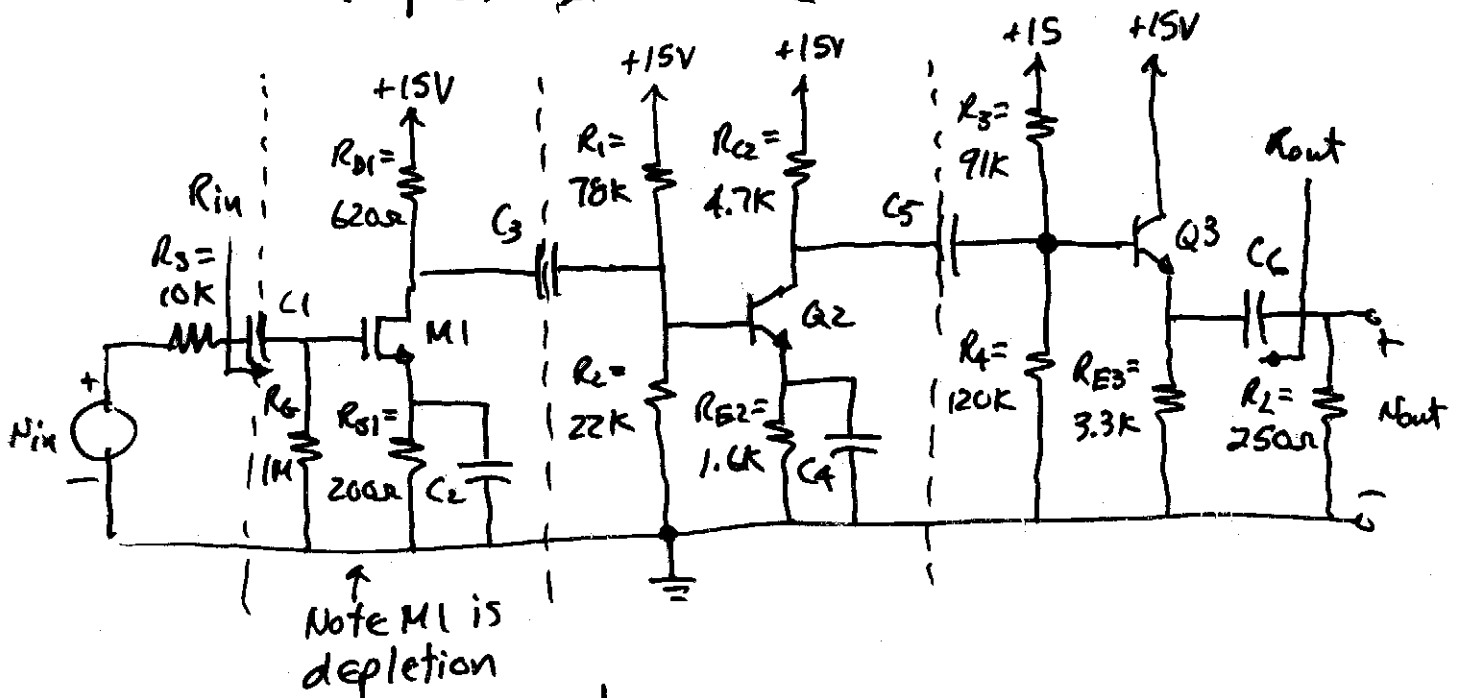 +15V
RD1=
620Ω
Rin
RS=
10K
C1
M1
RG
1M
RS1=
200Ω
C2
+
vin
−
C3
+15V
R1=
78K
+15V
RC2=
4.7K
Q2
R2=
22K
RE2=
1.6K
C4
C5
+15
R3=
91K
+15V
Q3
R4=
120K
RE3=
3.3K
C6
Rout
RL=
250Ω
+
vout
−
Note M1 is
depletion